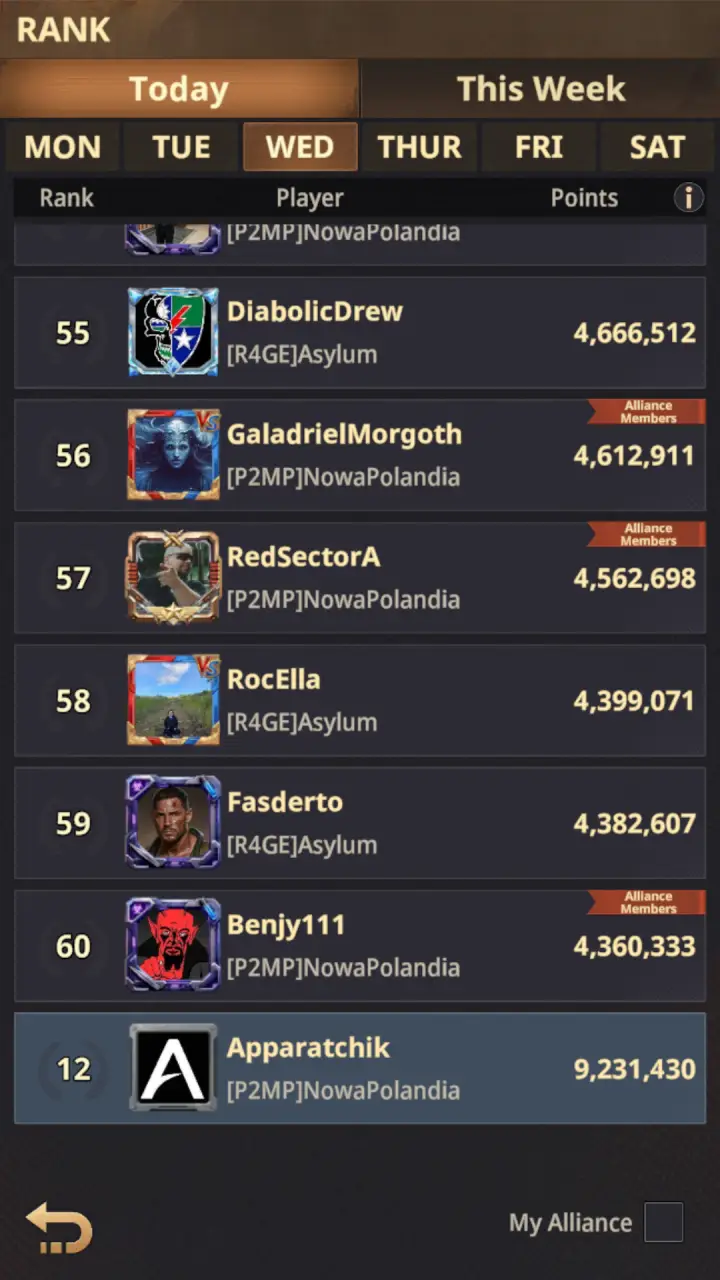 RANK
Today
This Week
MON
TUE
WED
THUR
FRI
SAT
Rank
Player
Points
[P2MP]NowaPolandia
55
DiabolicDrew
[R4GE]Asylum
4,666,512
56
GaladrielMorgoth
[P2MP]NowaPolandia
Alliance
Members
4,612,911
57
RedSectorA
[P2MP]NowaPolandia
Alliance
Members
4,562,698
58
RocElla
[R4GE]Asylum
4,399,071
59
Fasderto
[R4GE]Asylum
4,382,607
60
Benjy111
[P2MP]NowaPolandia
Alliance
Members
4,360,333
12
Apparatchik
[P2MP]NowaPolandia
9,231,430
My Alliance